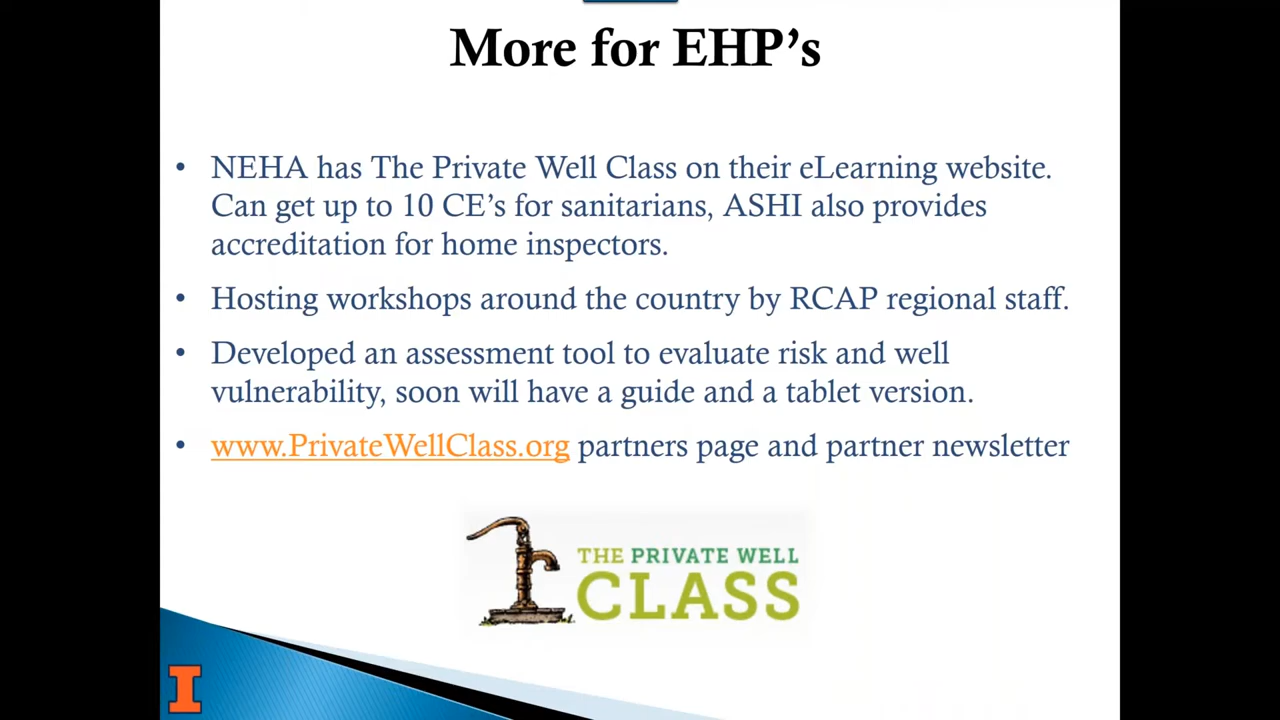 More for EHP’s
• NEHA has The Private Well Class on their eLearning website.
Can get up to 10 CE’s for sanitarians, ASHI also provides
accreditation for home inspectors.
• Hosting workshops around the country by RCAP regional staff.
• Developed an assessment tool to evaluate risk and well
vulnerability, soon will have a guide and a tablet version.
• www.PrivateWellClass.org partners page and partner newsletter
THE PRIVATE WELL
CLASS
I